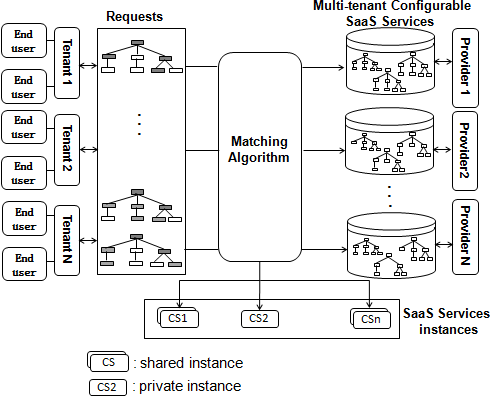 Requests
Multi-tenant Configurable
SaaS Services
End
user
End
user
Tenant 1
End
user
End
user
Tenant 2
End
user
End
user
Tenant N
Matching
Algorithm
Provider 1
Provider2
Provider N
CS1
CS2
CSn
SaaS Services
instances
CS : shared instance
CS2 : private instance